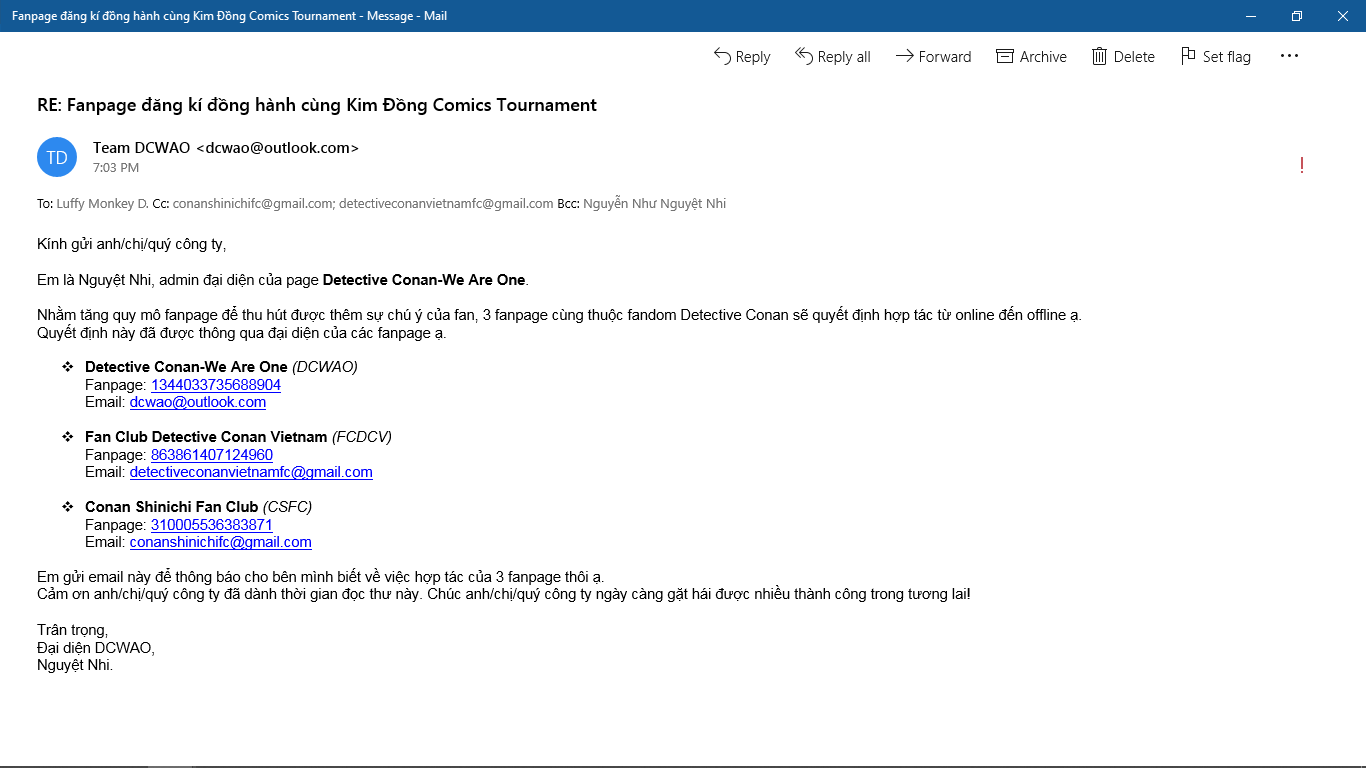 Fanpage đăng kí đồng hành cùng Kim Đồng Comics Tournament - Message - Mail
Reply
Reply all
Forward
Archive
Delete
Set flag
RE: Fanpage đăng kí đồng hành cùng Kim Đồng Comics Tournament
TD
Team DCWAO <dcwao@outlook.com>
7:03 PM
!
To: Luffy Monkey D. Cc: conanshinichifc@gmail.com; detectiveconanvietnamfc@gmail.com Bcc: Nguyễn Như Nguyệt Nhi
Kính gửi anh/chị/quý công ty,
Em là Nguyệt Nhi, admin đại diện của page Detective Conan-We Are One.
Nhằm tăng quy mô fanpage để thu hút được thêm sự chú ý của fan, 3 fanpage cùng thuộc fandom Detective Conan sẽ quyết định hợp tác từ online đến offline ạ.
Quyết định này đã được thông qua đại diện của các fanpage ạ.
❖ Detective Conan-We Are One (DCWAO)
Fanpage: 1344033735688904
Email: dcwao@outlook.com
❖ Fan Club Detective Conan Vietnam (FCDCV)
Fanpage: 863861407124960
Email: detectiveconanvietnamfc@gmail.com
❖ Conan Shinichi Fan Club (CSFC)
Fanpage: 310005536383871
Email: conanshinichifc@gmail.com
Em gửi email này để thông báo cho bên mình biết về việc hợp tác của 3 fanpage thôi ạ.
Cảm ơn anh/chị/quý công ty đã dành thời gian đọc thư này. Chúc anh/chị/quý công ty ngày càng gặt hái được nhiều thành công trong tương lai!
Trân trọng,
Đại diện DCWAO,
Nguyệt Nhi.